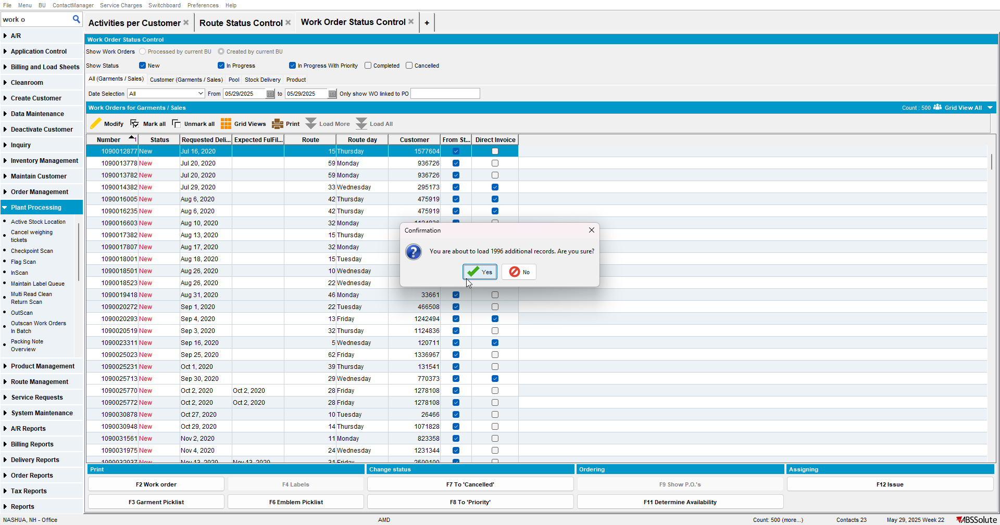 File Menu BU ContactManager Service Charges Switchboard Preferences Help
work o
Activities per Customer
Route Status Control
Work Order Status Control
+
A/R
Application Control
Billing and Load Sheets
Cleanroom
Create Customer
Data Maintenance
Deactivate Customer
Inquiry
Inventory Management
Maintain Customer
Order Management
Plant Processing
Active Stock Location
Cancel weighing
tickets
Checkpoint Scan
Flag Scan
InScan
Maintain Label Queue
Multi Read Clean
Return Scan
OutScan
Outscan Work Orders
In Batch
Packing Note
Overview
Product Management
Route Management
Service Requests
System Maintenance
A/R Reports
Billing Reports
Delivery Reports
Order Reports
Tax Reports
Reports
Work Order Status Control
Show Work Orders Processed by current BU Created by current BU
Show Status New In Progress In Progress With Priority Completed Cancelled
All (Garments / Sales) Customer (Garments / Sales) Pool Stock Delivery Product
Date Selection All From 05/29/2025 16 to 05/29/2025 16 Only show WO linked to PO
Work Orders for Garments / Sales Count : 500 Grid View All
Modify Mark all Unmark all Grid Views Print Load More Load All
Number 1 Status Requested Deli... Expected FulFil... Route Route day Customer From St... Direct Invoice
1090012877 New Jul 16, 2020 15 Thursday 1577604
1090013778 New Jul 20, 2020 59 Monday 936726
1090013782 New Jul 20, 2020 59 Monday 936726
1090014382 New Jul 29, 2020 33 Wednesday 295173
1090016005 New Aug 6, 2020 42 Thursday 475919
1090016235 New Aug 6, 2020 42 Thursday 475919
1090016603 New Aug 10, 2020 32 Monday
1090017382 New Aug 13, 2020 15 Thursday
1090017807 New Aug 17, 2020 32 Monday
1090018001 New Aug 18, 2020 15 Tuesday
1090018501 New Aug 26, 2020 10 Wednesday
1090018523 New Aug 26, 2020 22 Wednesday
1090019418 New Aug 31, 2020 46 Monday 33661
1090020272 New Sep 1, 2020 22 Tuesday 466508
1090020293 New Sep 4, 2020 13 Friday 1242494
1090020519 New Sep 3, 2020 32 Thursday 1124836
1090023311 New Sep 16, 2020 5 Wednesday 120711
1090025023 New Sep 25, 2020 62 Friday 1336967
1090025231 New Oct 1, 2020 39 Thursday 131541
1090025713 New Sep 30, 2020 29 Wednesday 770373
1090025770 New Oct 2, 2020 Oct 2, 2020 28 Friday 1278108
1090025772 New Oct 2, 2020 Oct 2, 2020 28 Friday 1278108
1090030878 New Oct 27, 2020 10 Tuesday 26466
1090030948 New Oct 29, 2020 14 Thursday 1071828
1090031561 New Nov 2, 2020 11 Monday 823358
1090031975 New Nov 4, 2020 24 Wednesday 1231344
1090032037 New Nov 13, 2020 Nov 13, 2020 31 Friday 2500100
Confirmation
You are about to load 1996 additional records. Are you sure?
Yes No
Print Change status Ordering Assigning
F2 Work order F4 Labels F7 To 'Cancelled' F9 Show P.O.'s F12 Issue
F3 Garment Picklist F6 Emblem Picklist F8 To 'Priority' F11 Determine Availability
NASHUA, NH - Office AMD Count: 500 (more...) Contacts 23 May 29, 2025 Week 22 ABSSolute